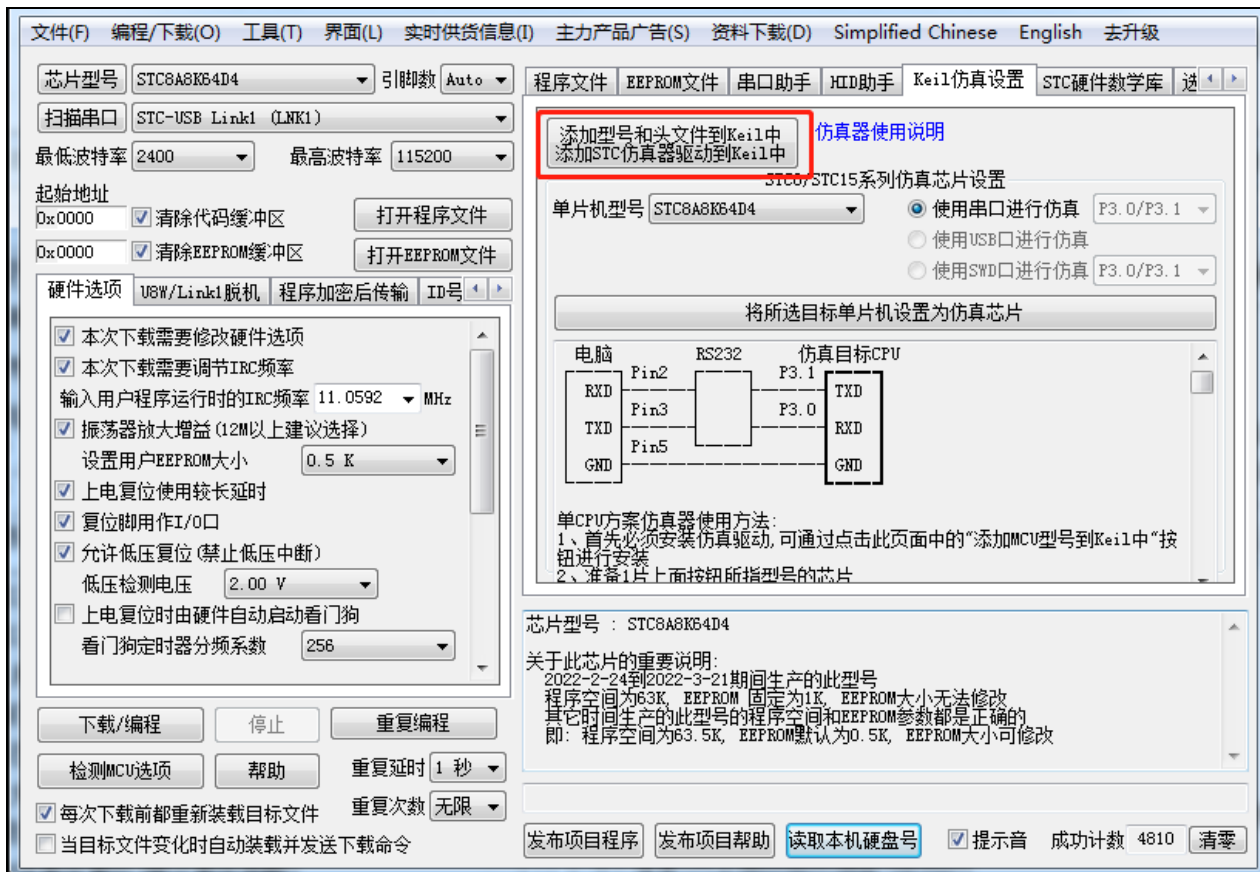 文件(F) 编程/下载(O) 工具(T) 界面(L) 实时供货信息(I) 主力产品广告(S) 资料下载(D) Simplified Chinese English 去升级
芯片型号 STC8A8K64D4 引脚数 Auto
扫描串口 STC-USB Link1 (LNK1)
最低波特率 2400 最高波特率 115200
起始地址
0x0000 清除代码缓冲区 打开程序文件
0x0000 清除EEPROM缓冲区 打开EEPROM文件
硬件选项 U8W/Link1脱机 程序加密后传输 ID号
本次下载需要修改硬件选项
本次下载需要调节IRC频率
输入用户程序运行时的IRC频率 11.0592 MHz
振荡器放大增益(12M以上建议选择)
设置用户EEPROM大小 0.5 K
上电复位使用较长延时
复位脚用作I/O口
允许低压复位(禁止低压中断)
低压检测电压 2.00 V
上电复位时由硬件自动启动看门狗
看门狗定时器分频系数 256
下载/编程 停止 重复编程
检测MCU选项 帮助 重复延时 1 秒
每次下载前都重新装载目标文件 重复次数 无限
当目标文件变化时自动装载并发送下载命令
程序文件 EEPROM文件 串口助手 HID助手 Keil仿真设置 STC硬件数学库 选
添加型号和头文件到Keil中
添加STC仿真器驱动到Keil中
仿真器使用说明
STC8/STC15系列仿真芯片设置
单片机型号 STC8A8K64D4 使用串口进行仿真 P3.0/P3.1
使用USB口进行仿真
使用SWD口进行仿真 P3.0/P3.1
将所选目标单片机设置为仿真芯片
电脑 RS232 仿真目标CPU
Pin2 P3.1
RXD TXD
Pin3 P3.0
TXD RXD
Pin5
GND GND
单CPU方案仿真器使用方法:
1、首先必须安装仿真驱动,可通过点击此页面中的“添加MCU型号到Keil中“按
钮进行安装
2、准备1片上面按钮所指型号的芯片
芯片型号 : STC8A8K64D4
关于此芯片的重要说明:
2022-2-24到2022-3-21期间生产的此型号
程序空间为63K, EEPROM 固定为1K, EEPROM大小无法修改
其它时间生产的此型号的程序空间和EEPROM参数都是正确的
即: 程序空间为63.5K, EEPROM默认为0.5K, EEPROM大小可修改
发布项目程序 发布项目帮助 读取本机硬盘号 提示音 成功计数 4810 清零